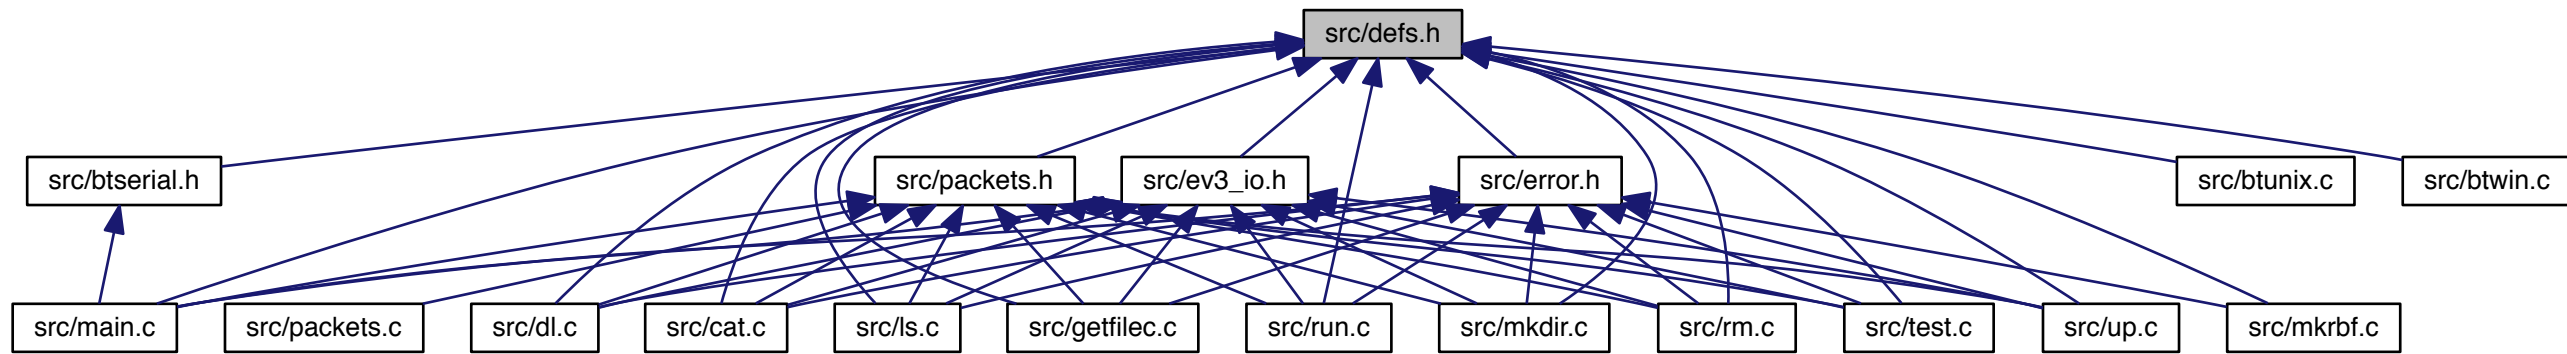 src/defs.h
src/btserial.h
src/packets.h
src/ev3_io.h
src/error.h
src/btunix.c
src/btwin.c
src/main.c
src/packets.c
src/dl.c
src/cat.c
src/ls.c
src/getfilec.c
src/run.c
src/mkdir.c
src/rm.c
src/test.c
src/up.c
src/mkrbf.c